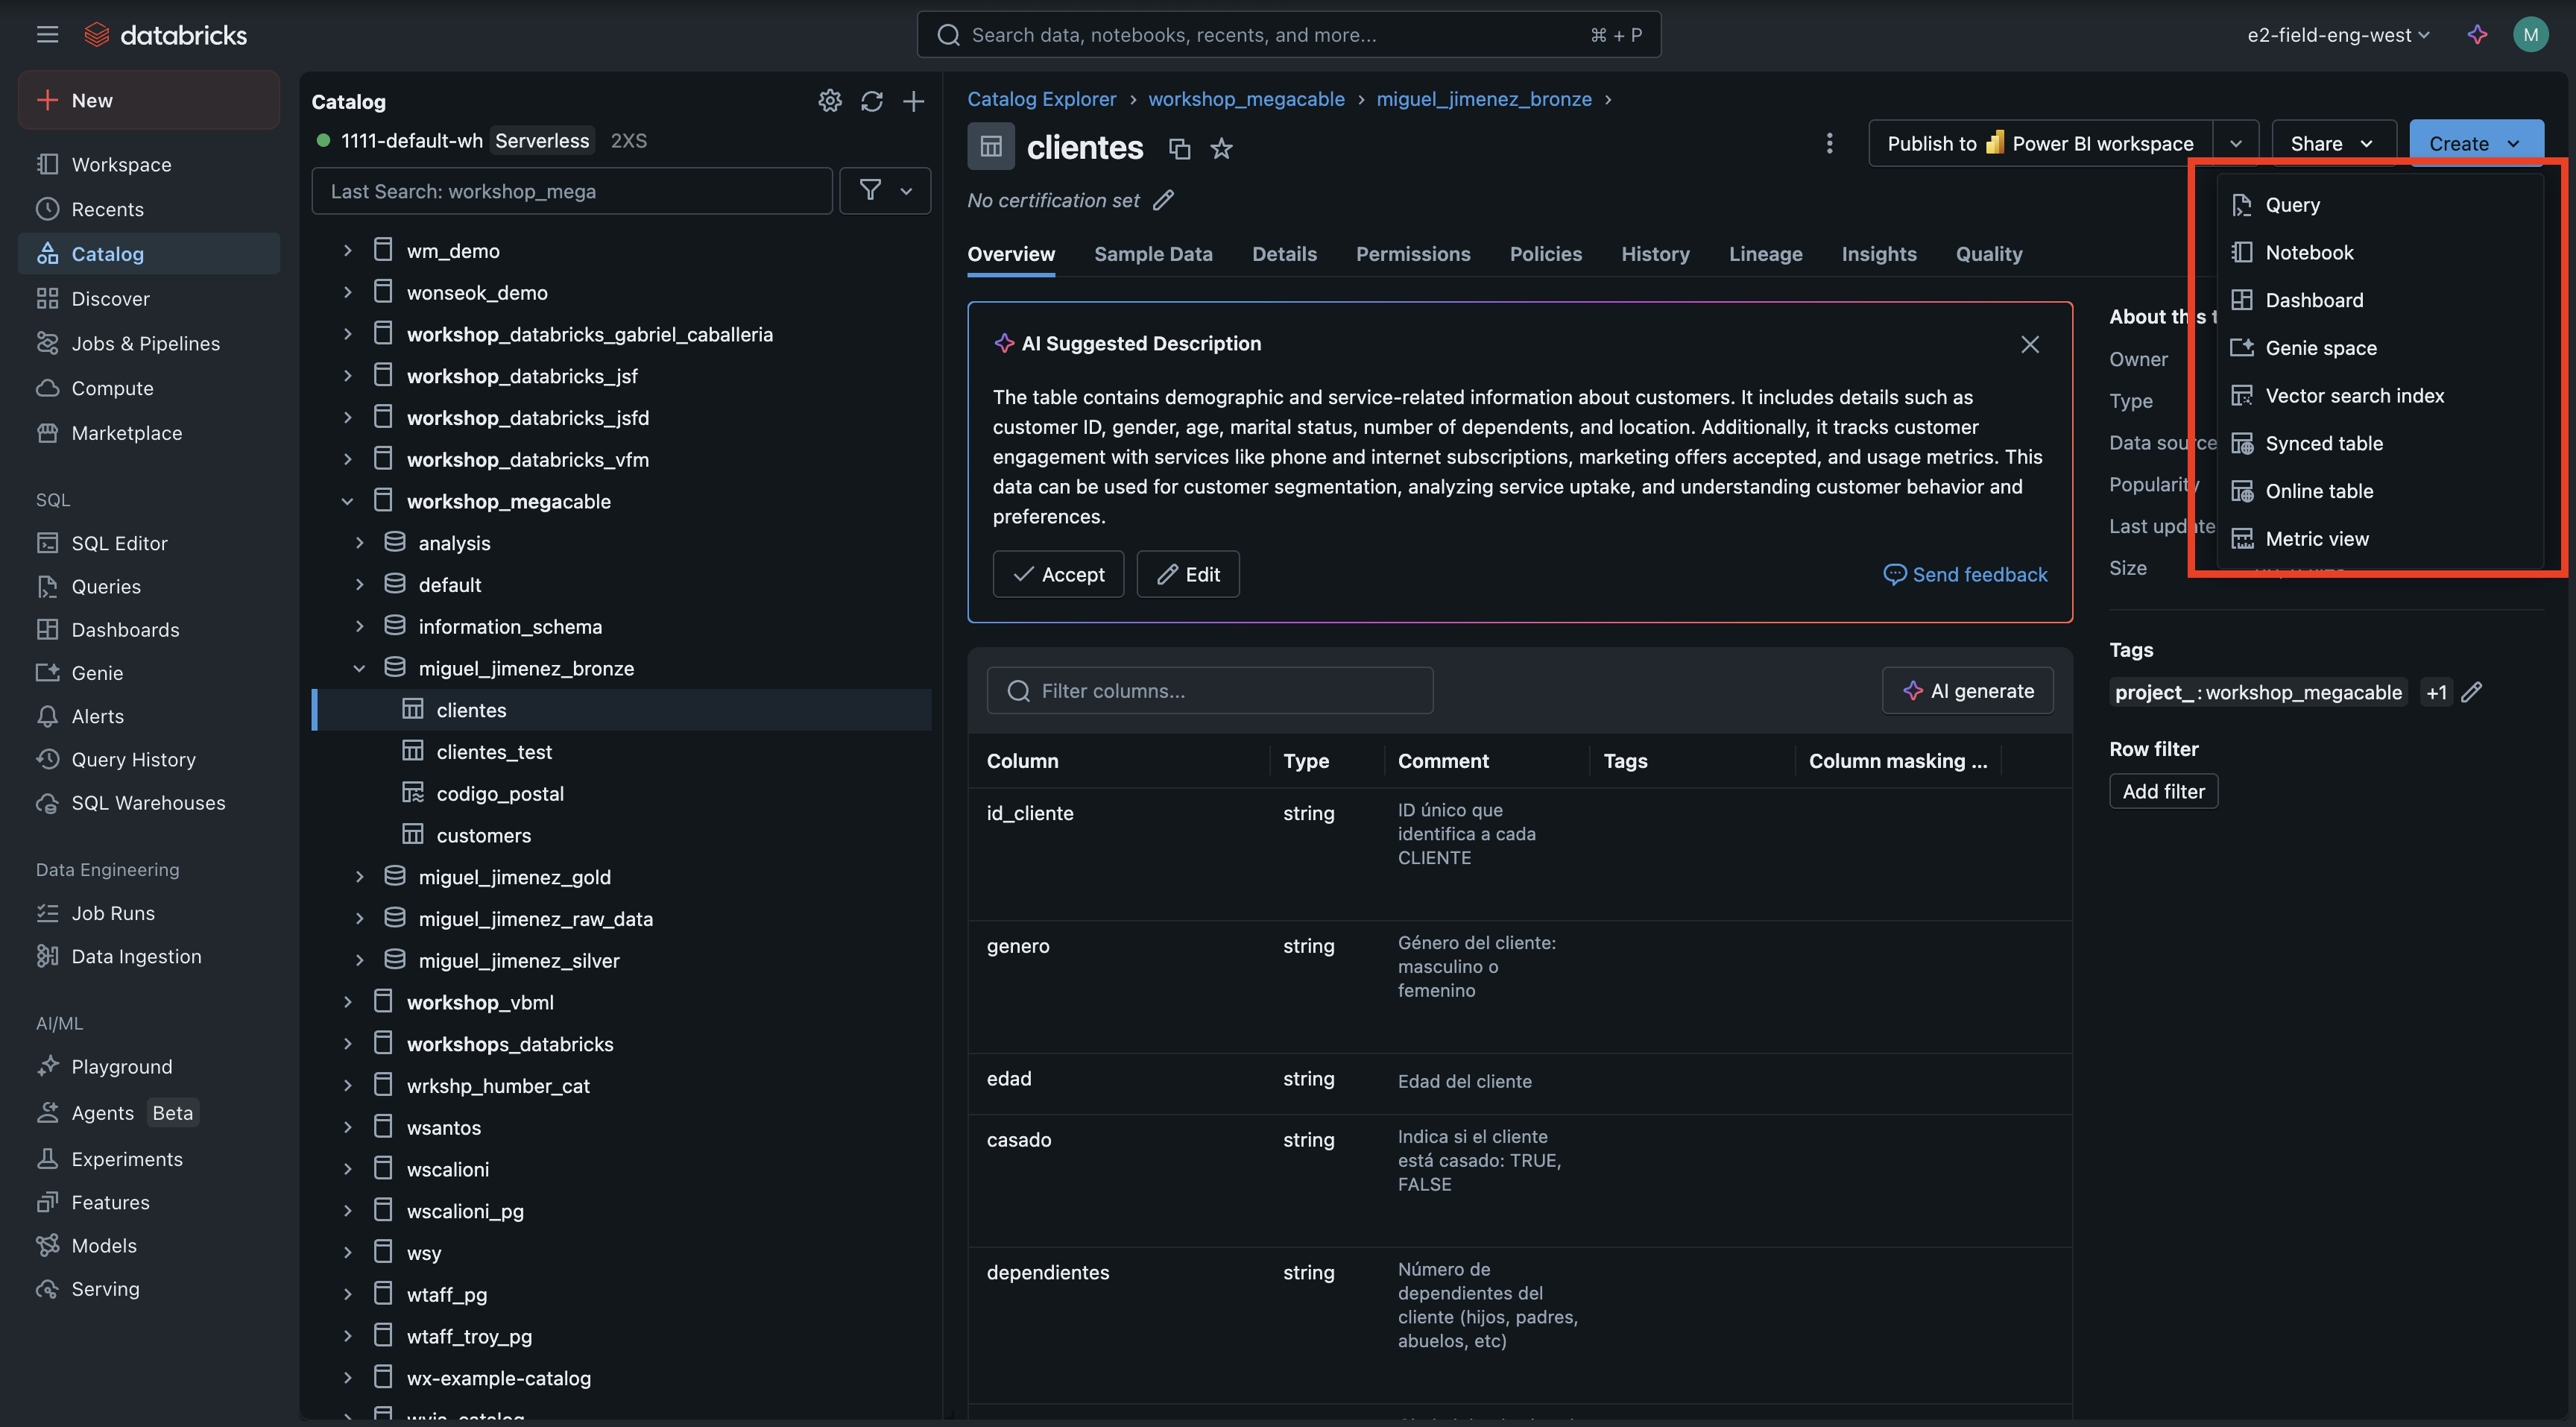 databricks
Search data, notebooks, recents, and more...
⌘ + P
e2-field-eng-west
M
New
Workspace
Recents
Catalog
Discover
Jobs & Pipelines
Compute
Marketplace
SQL
SQL Editor
Queries
Dashboards
Genie
Alerts
Query History
SQL Warehouses
Data Engineering
Job Runs
Data Ingestion
AI/ML
Playground
Agents Beta
Experiments
Features
Models
Serving
Catalog
1111-default-wh Serverless 2XS
Last Search: workshop_mega
wm_demo
wonseok_demo
workshop_databricks_gabriel_caballeria
workshop_databricks_jsf
workshop_databricks_jsfd
workshop_databricks_vfm
workshop_megacable
analysis
default
information_schema
miguel_jimenez_bronze
clientes
clientes_test
codigo_postal
customers
miguel_jimenez_gold
miguel_jimenez_raw_data
miguel_jimenez_silver
workshop_vbml
workshops_databricks
wrkshp_humber_cat
wsantos
wscalioni
wscalioni_pg
wsy
wtaff_pg
wtaff_troy_pg
wx-example-catalog
Catalog Explorer › workshop_megacable › miguel_jimenez_bronze ›
clientes
Publish to Power BI workspace
Share
Create
No certification set
Overview Sample Data Details Permissions Policies History Lineage Insights Quality
AI Suggested Description
The table contains demographic and service-related information about customers. It includes details such as
customer ID, gender, age, marital status, number of dependents, and location. Additionally, it tracks customer
engagement with services like phone and internet subscriptions, marketing offers accepted, and usage metrics. This
data can be used for customer segmentation, analyzing service uptake, and understanding customer behavior and
preferences.
Accept
Edit
Send feedback
Filter columns...
AI generate
Column Type Comment Tags Column masking ...
id_cliente string
ID único que
identifica a cada
CLIENTE
genero string
Género del cliente:
masculino o
femenino
edad string Edad del cliente
casado string
Indica si el cliente
está casado: TRUE,
FALSE
dependientes string
Número de
dependientes del
cliente (hijos, padres,
abuelos, etc)
Query
Notebook
Dashboard
Genie space
Vector search index
Synced table
Online table
Metric view
About this t
Owner
Type
Data source
Popularity
Last update
Size
Tags
project_ : workshop_megacable +1
Row filter
Add filter